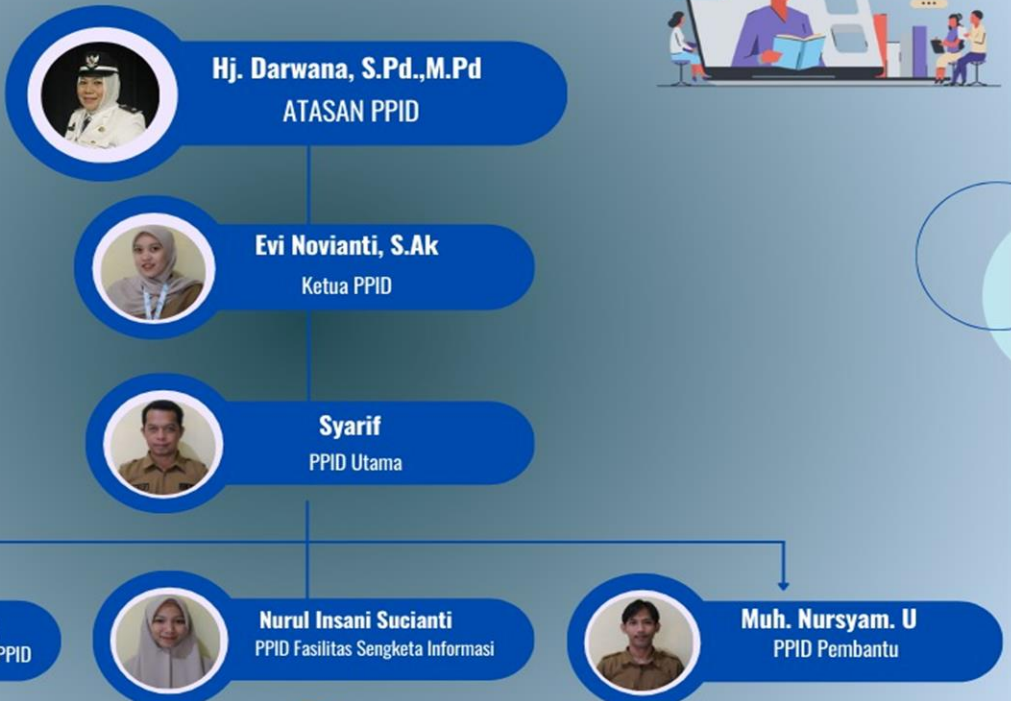 Hj. Darwana, S.Pd.,M.Pd
ATASAN PPID
Evi Novianti, S.Ak
Ketua PPID
Syarif
PPID Utama
PPID
Nurul Insani Sucianti
PPID Fasilitas Sengketa Informasi
Muh. Nursyam. U
PPID Pembantu